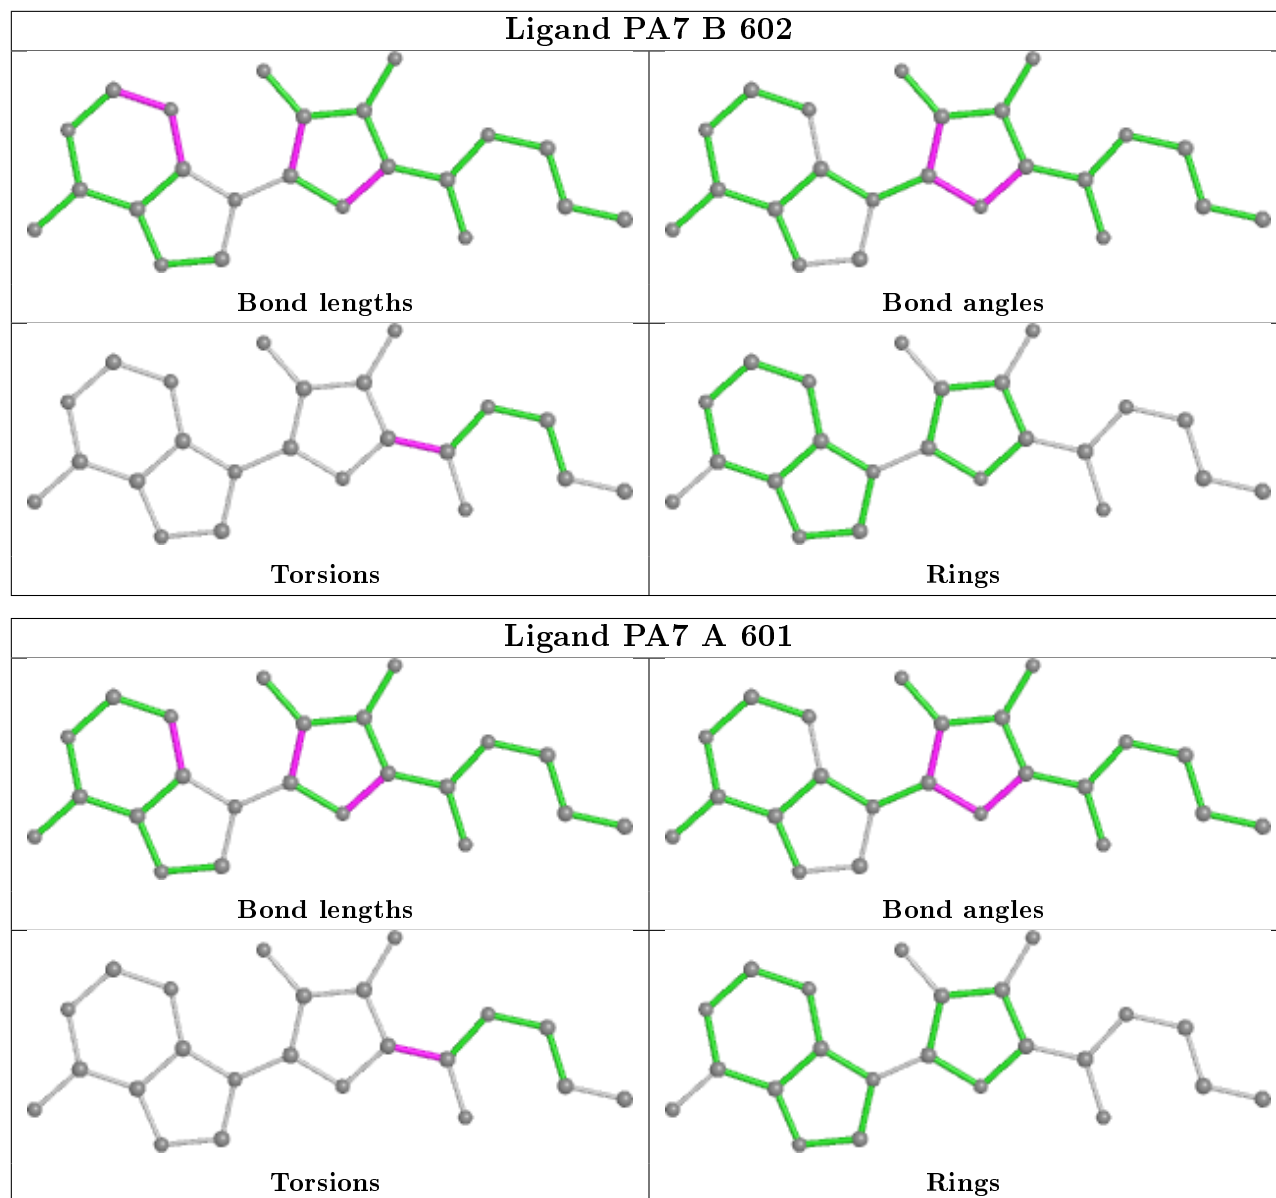 Ligand PA7 B 602
Bond lengths
Bond angles
Torsions
Rings
Ligand PA7 A 601
Bond lengths
Bond angles
Torsions
Rings